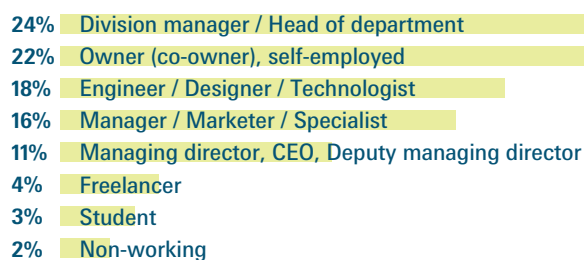 24% Division manager / Head of department
22% Owner (co-owner), self-employed
18% Engineer / Designer / Technologist
16% Manager / Marketer / Specialist
11% Managing director, CEO, Deputy managing director
4% Freelancer
3% Student
2% Non-working